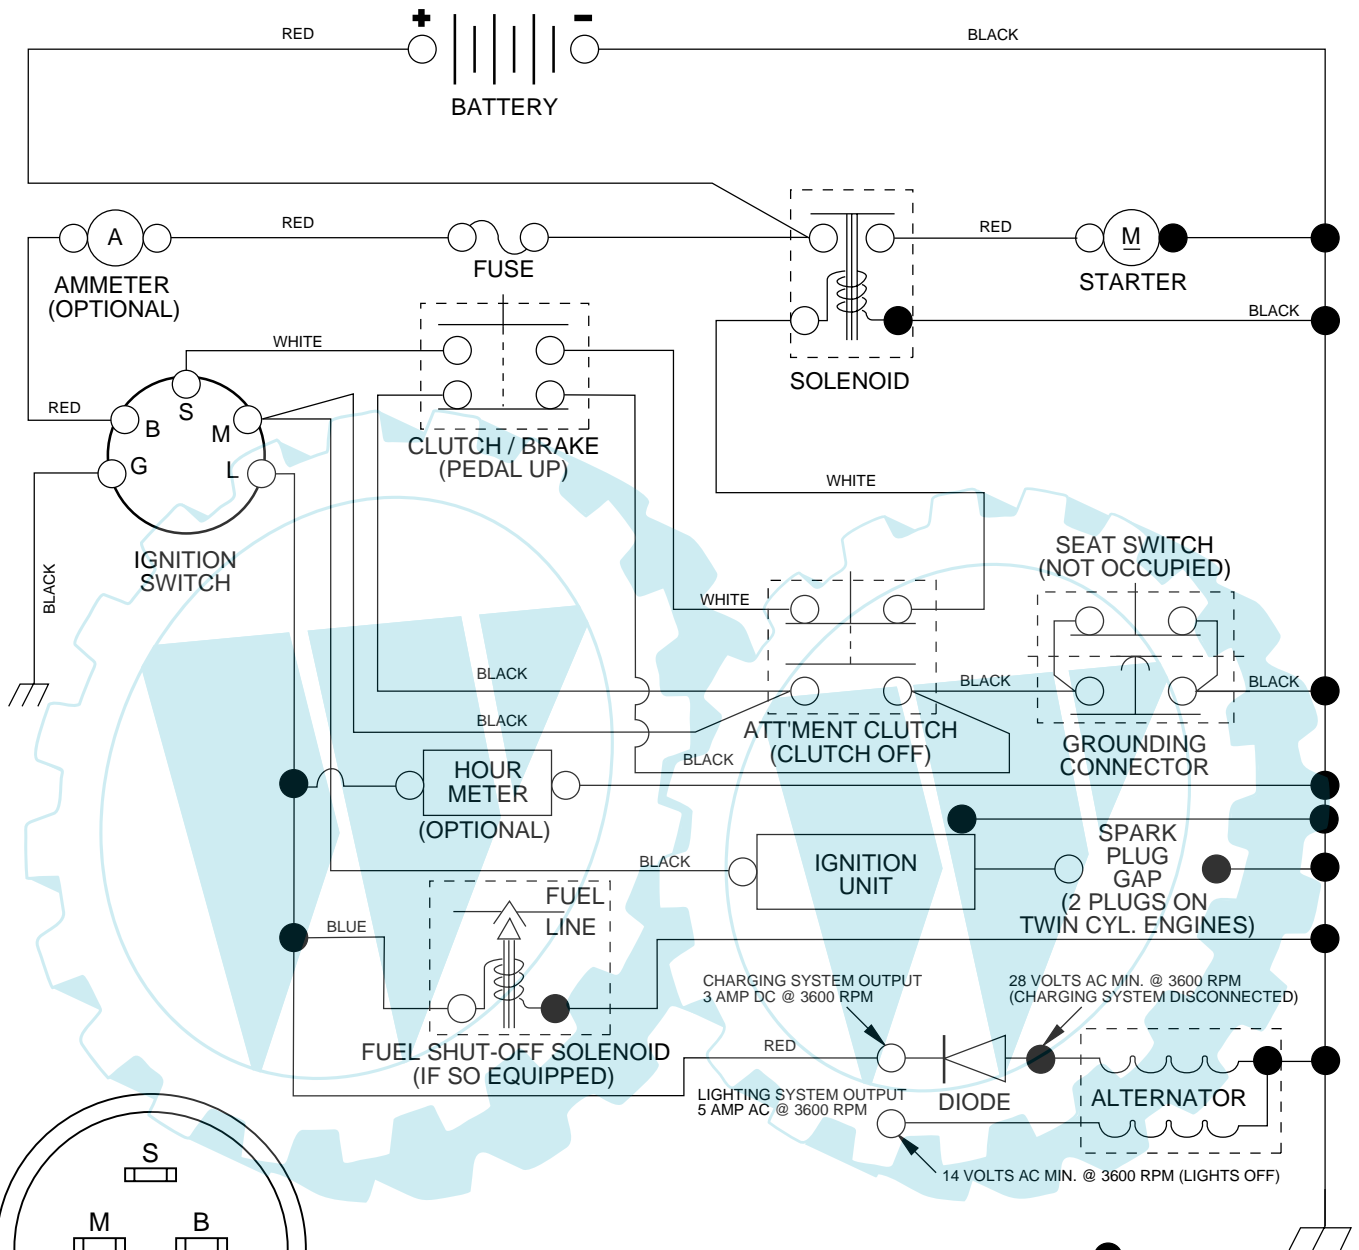 + -
RED
BLACK
BATTERY
RED
RED
A
M
FUSE
STARTER
AMMETER
(OPTIONAL)
BLACK
WHITE
SOLENOID
RED
S
B
M
G
L
CLUTCH / BRAKE
(PEDAL UP)
WHITE
IGNITION
SWITCH
BLACK
SEAT SWITCH
(NOT OCCUPIED)
WHITE
BLACK
BLACK
BLACK
BLACK
ATT'MENT CLUTCH
(CLUTCH OFF)
GROUNDING
CONNECTOR
BLACK
HOUR
METER
(OPTIONAL)
SPARK
PLUG
GAP
(2 PLUGS ON
TWIN CYL. ENGINES)
BLACK
IGNITION
UNIT
FUEL
LINE
BLUE
CHARGING SYSTEM OUTPUT
3 AMP DC @ 3600 RPM
28 VOLTS AC MIN. @ 3600 RPM
(CHARGING SYSTEM DISCONNECTED)
RED
FUEL SHUT-OFF SOLENOID
(IF SO EQUIPPED)
LIGHTING SYSTEM OUTPUT
5 AMP AC @ 3600 RPM
DIODE
ALTERNATOR
14 VOLTS AC MIN. @ 3600 RPM (LIGHTS OFF)
S
M
B